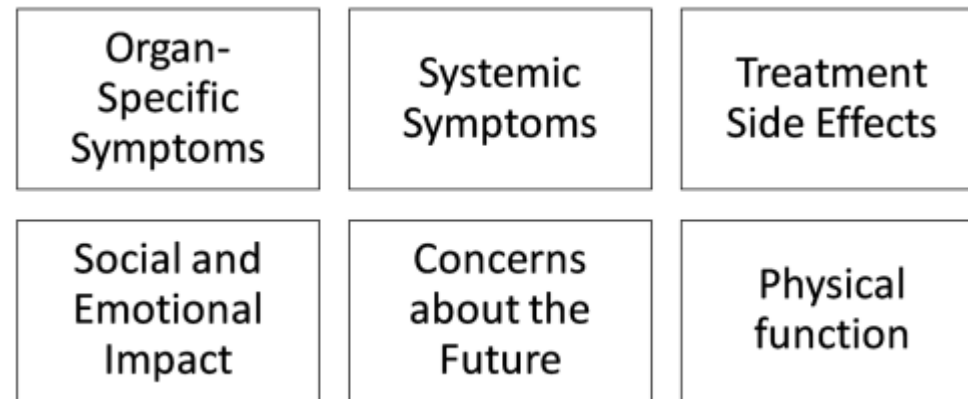 Organ-
Specific
Symptoms
Systemic
Symptoms
Treatment
Side Effects
Social and
Emotional
Impact
Concerns
about the
Future
Physical
function